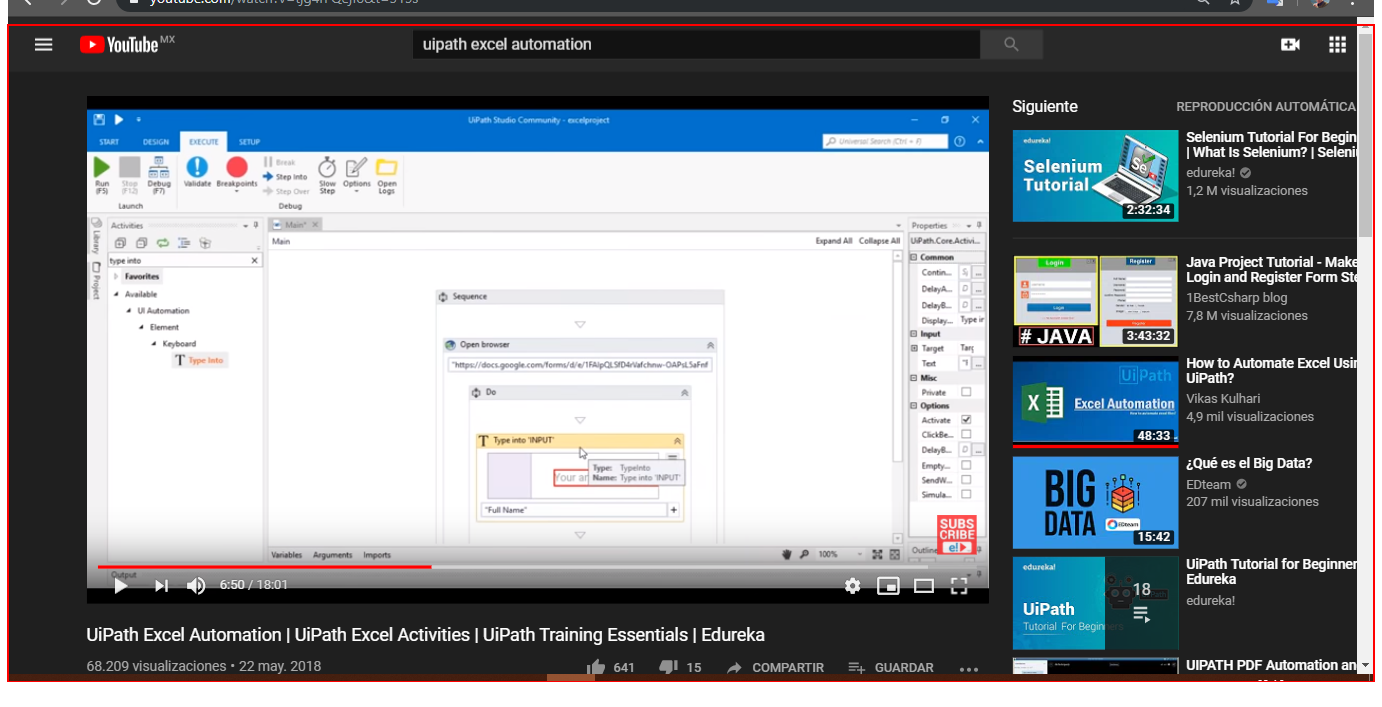 YouTube MX
uipath excel automation
UiPath Studio Community - excelproject
START DESIGN EXECUTE SETUP
Universal Search (Ctrl + F)
Run (F5)
Stop (F12)
Debug (F7)
Validate
Breakpoints
Break
Step Into
Step Over
Slow Step
Options
Open Logs
Launch
Debug
Library
Project
Activities
type into
Favorites
Available
UI Automation
Element
Keyboard
Type Into
Main*
Main
Expand All Collapse All
Sequence
Open browser
Do
Type into 'INPUT'
Your an
Type: TypeInto
Name: Type into 'INPUT'
"Full Name"
Variables Arguments Imports
100%
Output
Properties
UiPath.Core.Activi...
Common
Contin...
DelayA...
DelayB...
Display... Type in
Input
Target Targ
Text
Misc
Private
Options
Activate
ClickBe...
DelayB...
Empty...
SendW...
Simula...
Outline
SUBS
CRIBE
e!
6:50 / 18:01
UiPath Excel Automation | UiPath Excel Activities | UiPath Training Essentials | Edureka
68.209 visualizaciones • 22 may. 2018
641 15 COMPARTIR GUARDAR
Siguiente REPRODUCCIÓN AUTOMÁTICA
edureka!
Selenium
Tutorial
Se
2:32:34
Selenium Tutorial For Begin
| What Is Selenium? | Seleni
edureka!
1,2 M visualizaciones
Login
Register
# JAVA
3:43:32
Java Project Tutorial - Make
Login and Register Form Ste
1BestCsharp blog
7,8 M visualizaciones
UiPath
X
Excel Automation
48:33
How to Automate Excel Usin
UiPath?
Vikas Kulhari
4,9 mil visualizaciones
BIG
DATA
EDteam
15:42
¿Qué es el Big Data?
EDteam
207 mil visualizaciones
edureka!
UiPath
Tutorial For Beginners
18
UiPath Tutorial for Beginner
Edureka
edureka!
UIPATH PDF Automation an